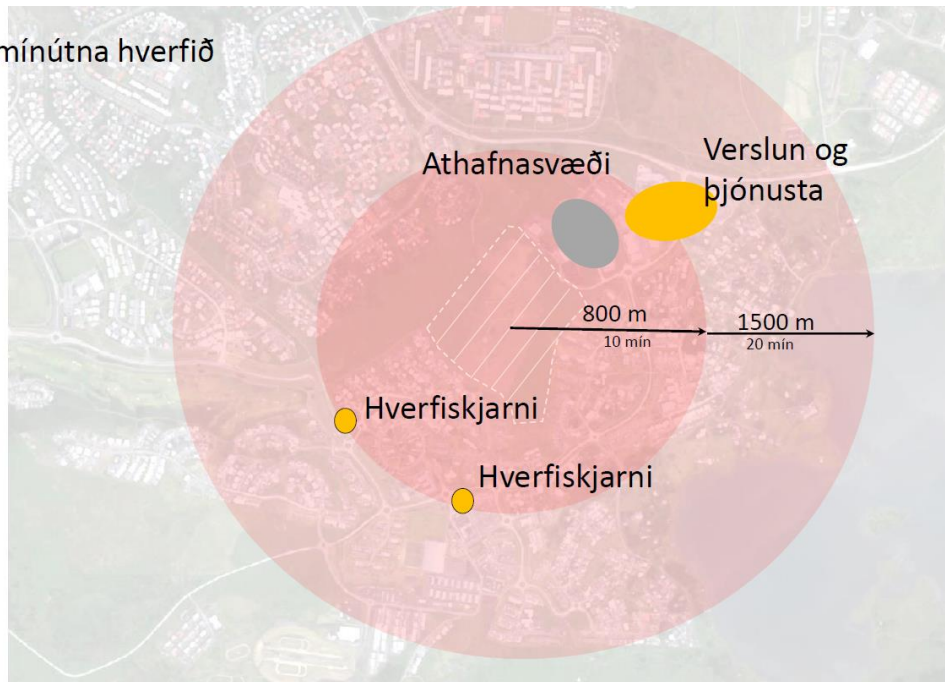 mínútna hverfið
Athafnasvæði
Verslun og
þjónusta
800 m
10 mín
1500 m
20 mín
Hverfiskjarni
Hverfiskjarni